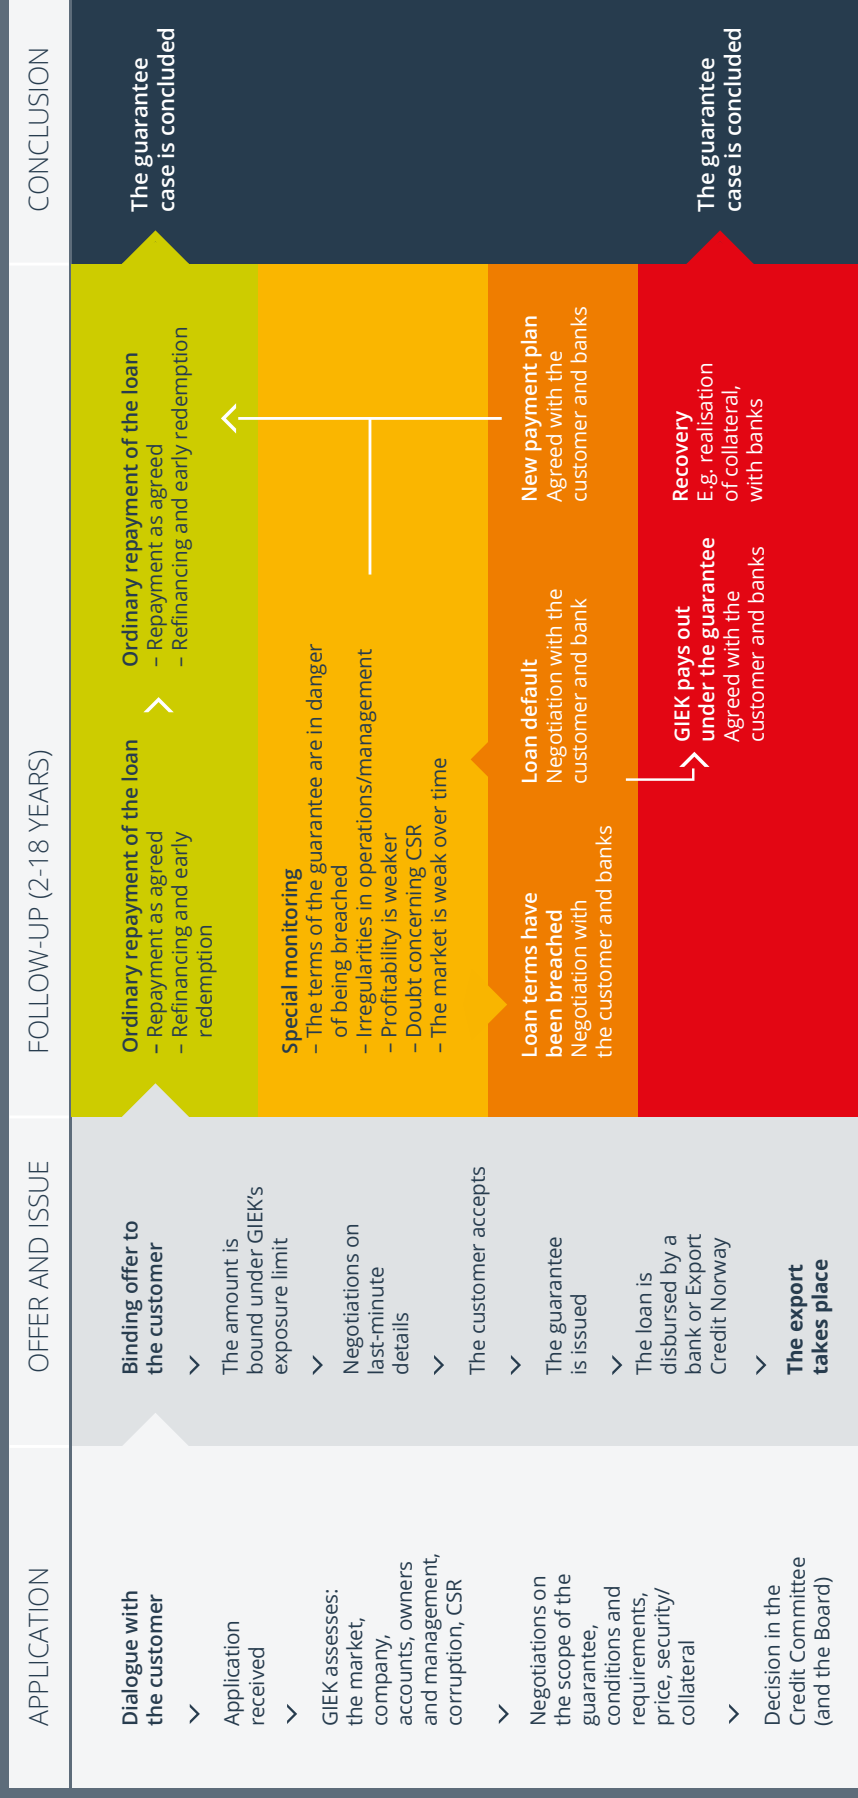 APPLICATION
Dialogue with
the customer
Application
received
GIEK assesses:
the market,
company,
accounts, owners
and management,
corruption, CSR
Negotiations on
the scope of the
guarantee,
conditions and
requirements,
price, security/
collateral
Decision in the
Credit Committee
(and the Board)
OFFER AND ISSUE
Binding offer to
the customer
The amount is
bound under GIEK’s
exposure limit
Negotiations on
last-minute
details
The customer accepts
The guarantee
is issued
The loan is
disbursed by a
bank or Export
Credit Norway
The export
takes place
FOLLOW-UP (2-18 YEARS)
Ordinary repayment of the loan
– Repayment as agreed
– Refinancing and early
redemption
Ordinary repayment of the loan
– Repayment as agreed
– Refinancing and early redemption
Special monitoring
– The terms of the guarantee are in danger
of being breached
– Irregularities in operations/management
– Profitability is weaker
– Doubt concerning CSR
– The market is weak over time
Loan terms have
been breached
Negotiation with
the customer and banks
Loan default
Negotiation with the
customer and bank
New payment plan
Agreed with the
customer and banks
GIEK pays out
under the guarantee
Agreed with the
customer and banks
Recovery
E.g. realisation
of collateral,
with banks
CONCLUSION
The guarantee
case is concluded
The guarantee
case is concluded